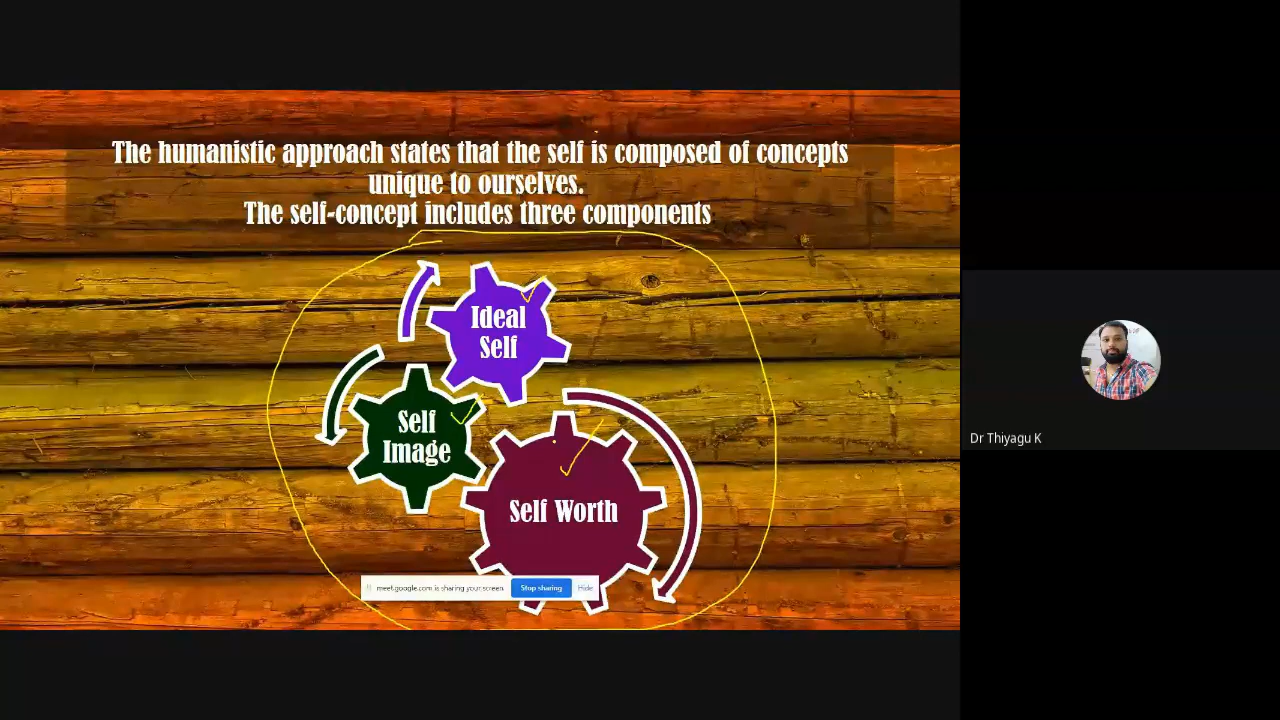 The humanistic approach states that the self is composed of concepts
unique to ourselves.
The self-concept includes three components
Ideal
Self
Self
Image
Self Worth
meet.google.com is sharing your screen. Stop sharing Hide
Dr Thiyagu K